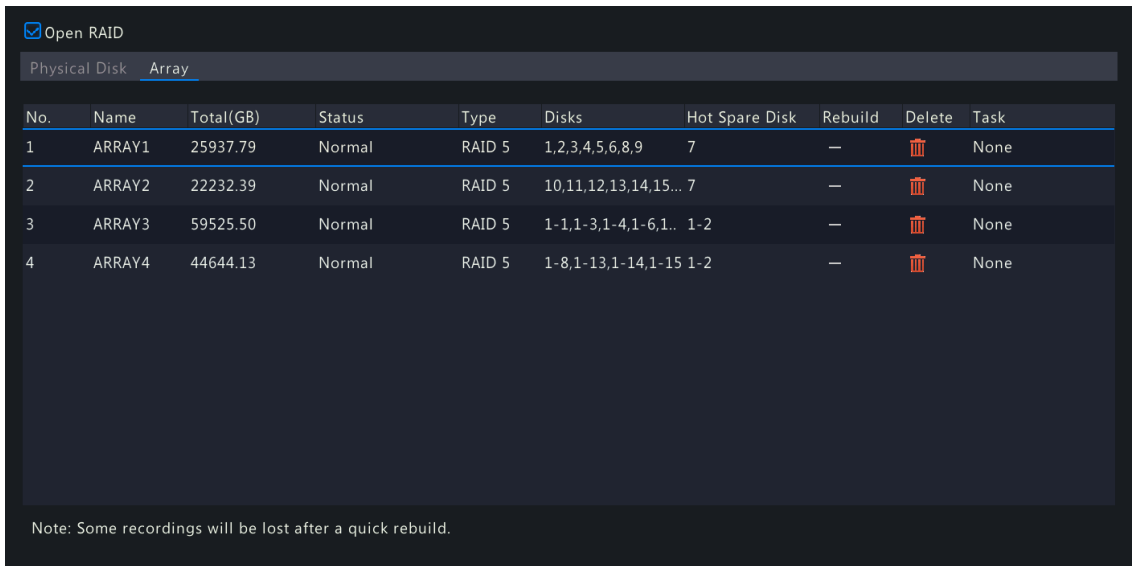 Open RAID
Physical Disk Array
No. Name Total(GB) Status Type Disks Hot Spare Disk Rebuild Delete Task
1 ARRAY1 25937.79 Normal RAID 5 1,2,3,4,5,6,8,9 7 — None
2 ARRAY2 22232.39 Normal RAID 5 10,11,12,13,14,15... 7 — None
3 ARRAY3 59525.50 Normal RAID 5 1-1,1-3,1-4,1-6,1.. 1-2 — None
4 ARRAY4 44644.13 Normal RAID 5 1-8,1-13,1-14,1-15 1-2 — None
Note: Some recordings will be lost after a quick rebuild.